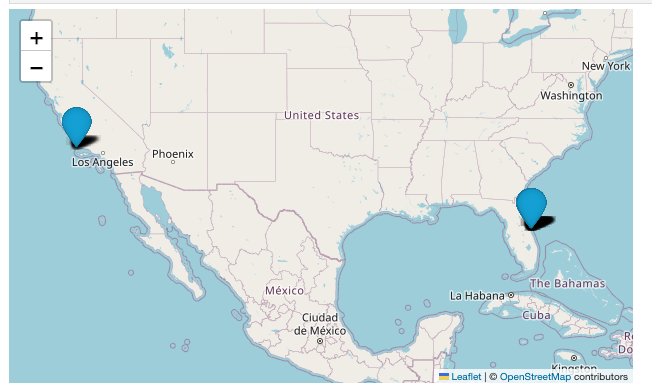 +
−
New York
Washington
United States
Phoenix
Los Angeles
The Bahamas
La Habana
México
Cuba
Ciudad
de México
Leaflet | © OpenStreetMap contributors